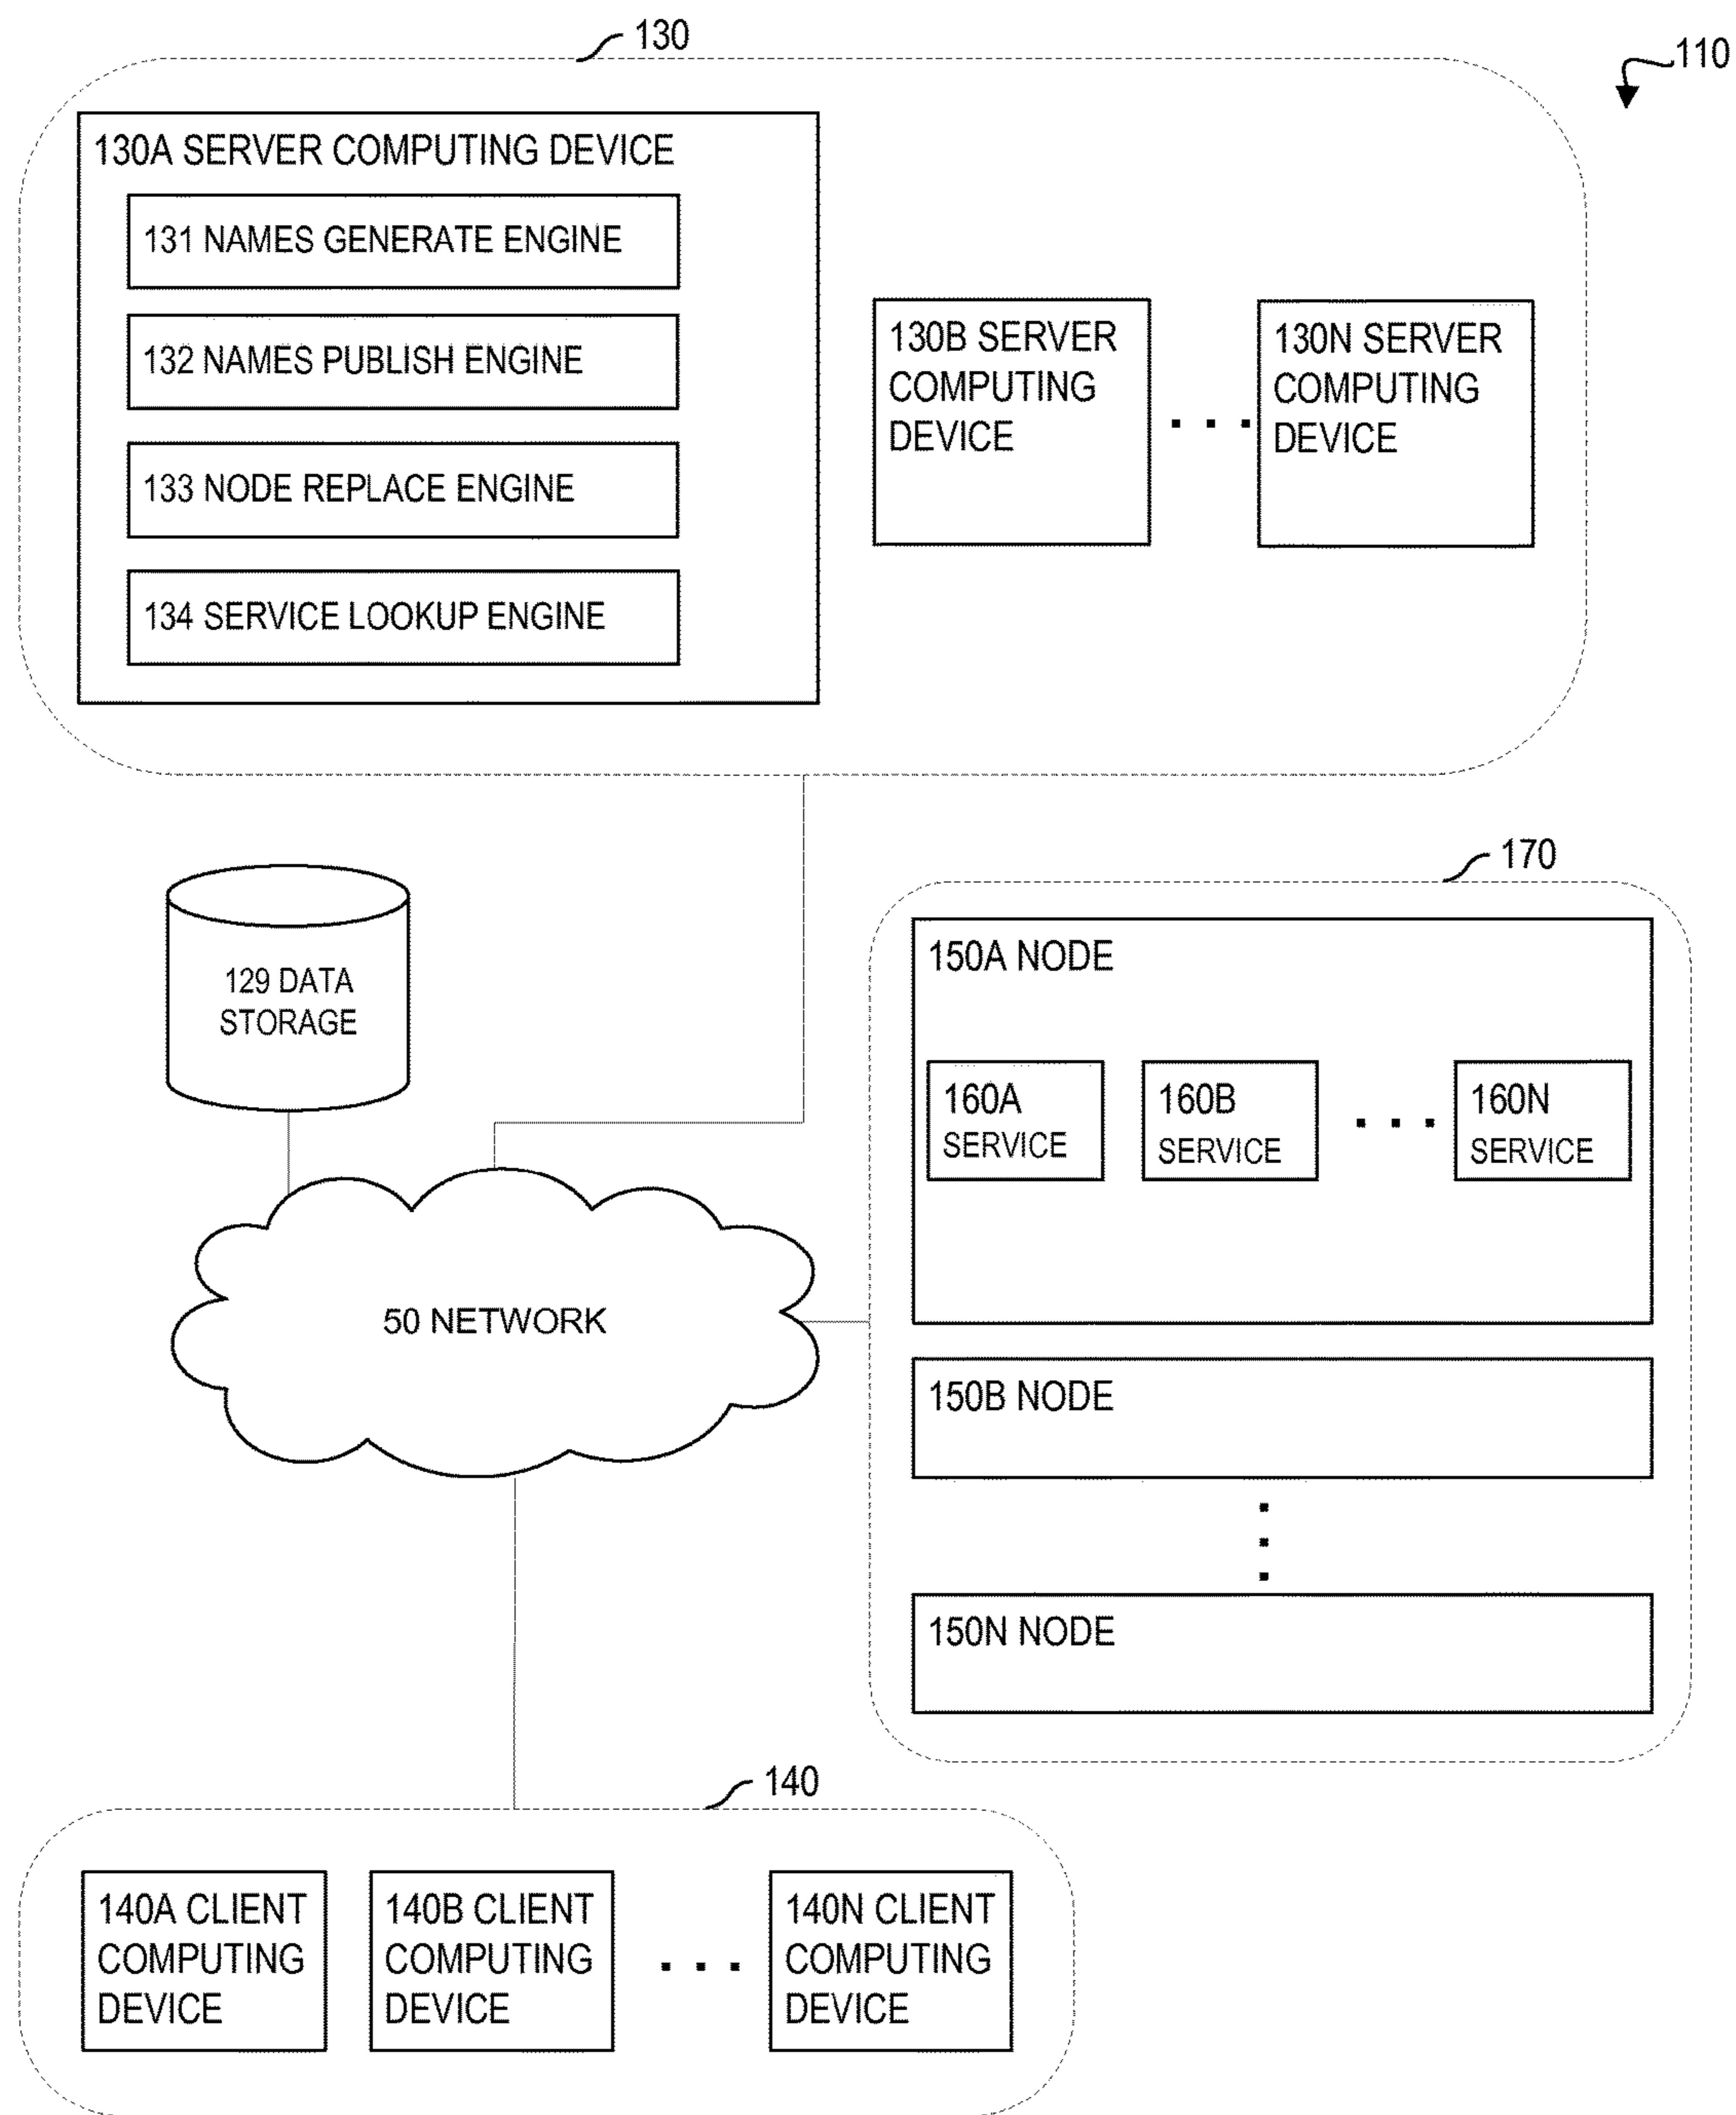 130
110
130A SERVER COMPUTING DEVICE
131 NAMES GENERATE ENGINE
132 NAMES PUBLISH ENGINE
133 NODE REPLACE ENGINE
134 SERVICE LOOKUP ENGINE
130B SERVER
COMPUTING
DEVICE
. . .
130N SERVER
COMPUTING
DEVICE
129 DATA
STORAGE
170
150A NODE
160A
SERVICE
160B
SERVICE
. . .
160N
SERVICE
50 NETWORK
150B NODE
150N NODE
140
140A CLIENT
COMPUTING
DEVICE
140B CLIENT
COMPUTING
DEVICE
. . .
140N CLIENT
COMPUTING
DEVICE